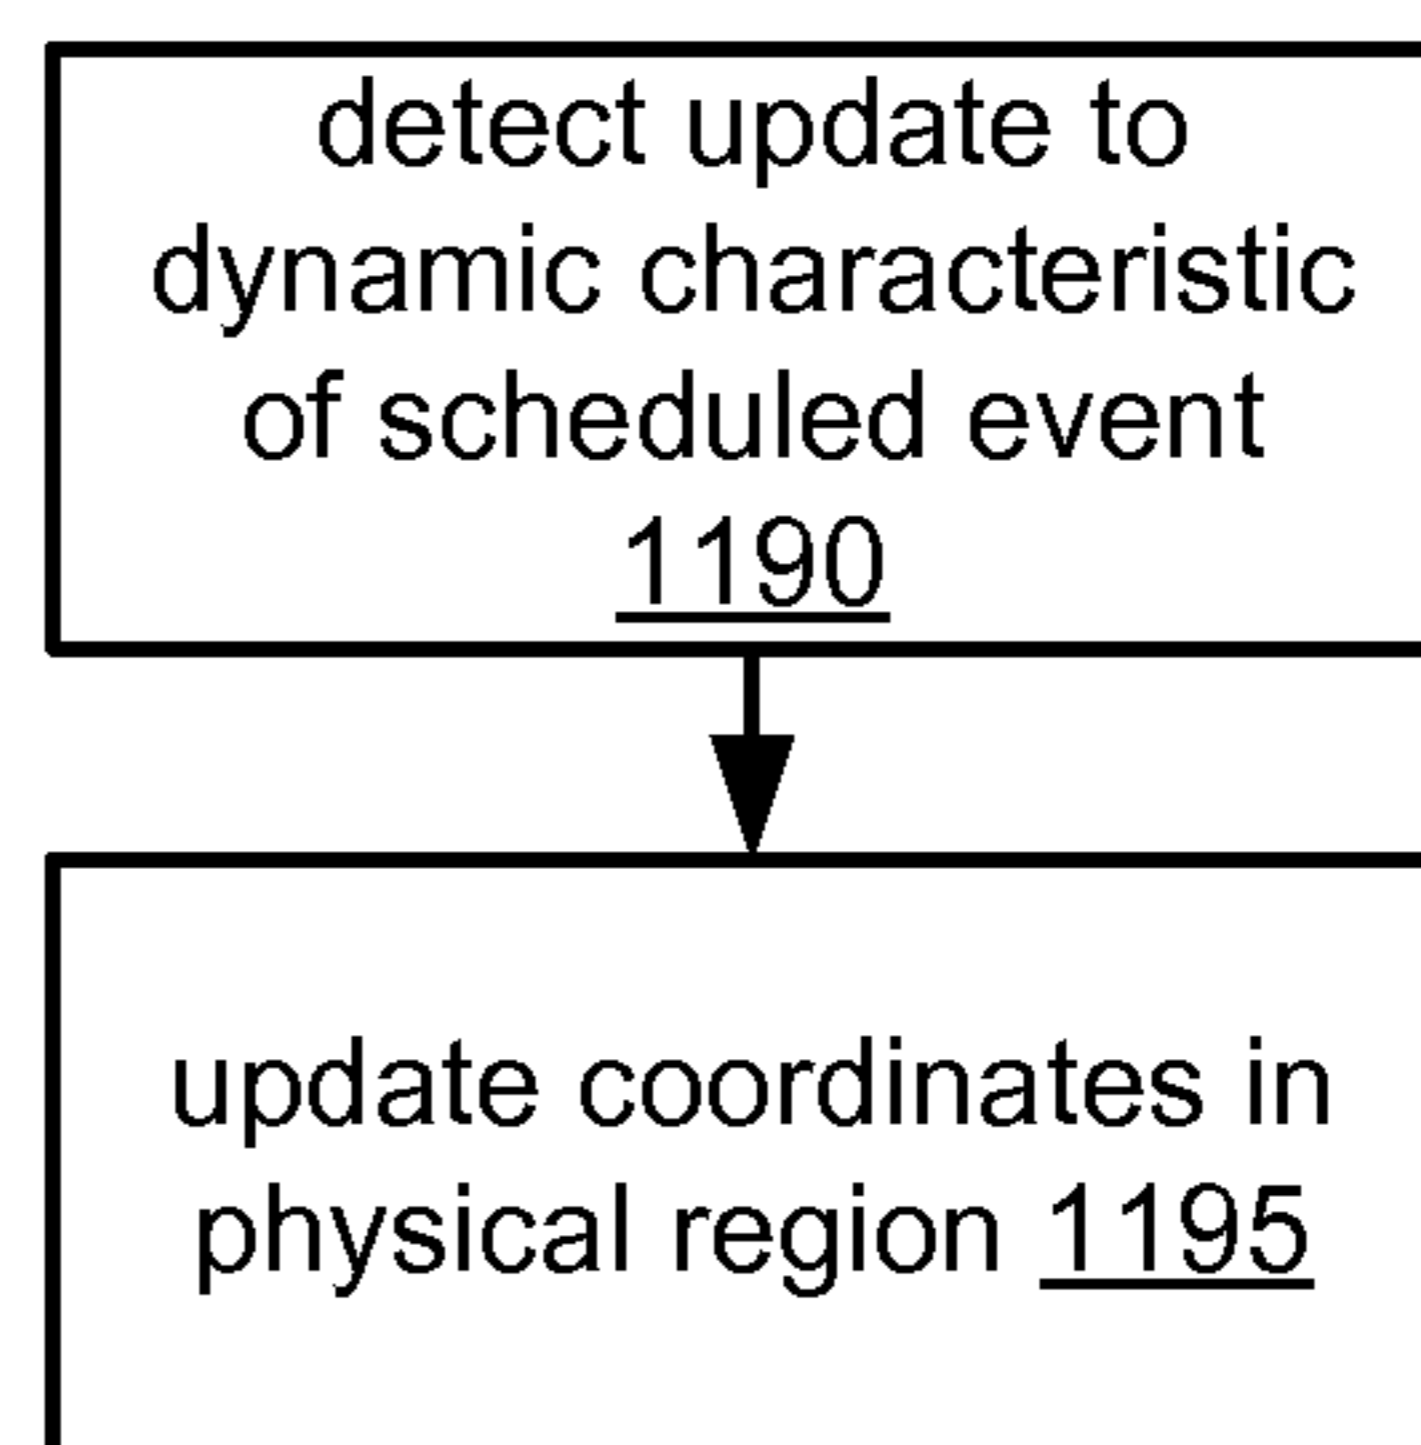 detect update to
dynamic characteristic
of scheduled event
1190
update coordinates in
physical region 1195